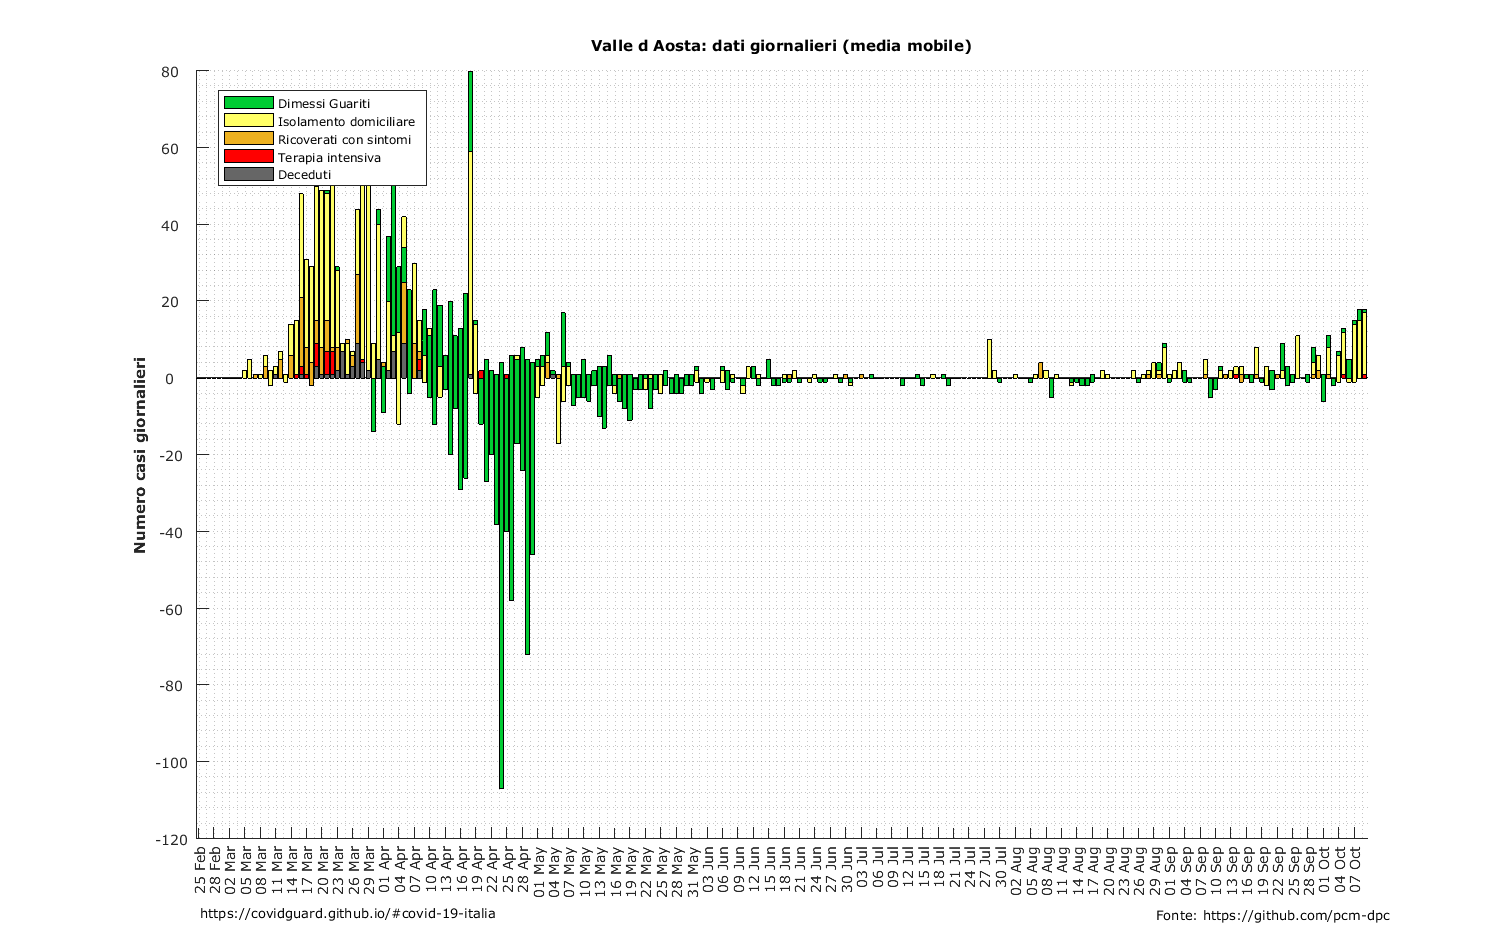 Valle d Aosta: dati giornalieri (media mobile)
80
60
40
20
0
-20
-40
-60
-80
-100
-120
Numero casi giornalieri
Dimessi Guariti
Isolamento domiciliare
Ricoverati con sintomi
Terapia intensiva
Deceduti
25 Feb
28 Feb
02 Mar
05 Mar
08 Mar
11 Mar
14 Mar
17 Mar
20 Mar
23 Mar
26 Mar
29 Mar
01 Apr
04 Apr
07 Apr
10 Apr
13 Apr
16 Apr
19 Apr
22 Apr
25 Apr
28 Apr
01 May
04 May
07 May
10 May
13 May
16 May
19 May
22 May
25 May
28 May
31 May
03 Jun
06 Jun
09 Jun
12 Jun
15 Jun
18 Jun
21 Jun
24 Jun
27 Jun
30 Jun
03 Jul
06 Jul
09 Jul
12 Jul
15 Jul
18 Jul
21 Jul
24 Jul
27 Jul
30 Jul
02 Aug
05 Aug
08 Aug
11 Aug
14 Aug
17 Aug
20 Aug
23 Aug
26 Aug
29 Aug
01 Sep
04 Sep
07 Sep
10 Sep
13 Sep
16 Sep
19 Sep
22 Sep
25 Sep
28 Sep
01 Oct
04 Oct
07 Oct
https://covidguard.github.io/#covid-19-italia
Fonte: https://github.com/pcm-dpc